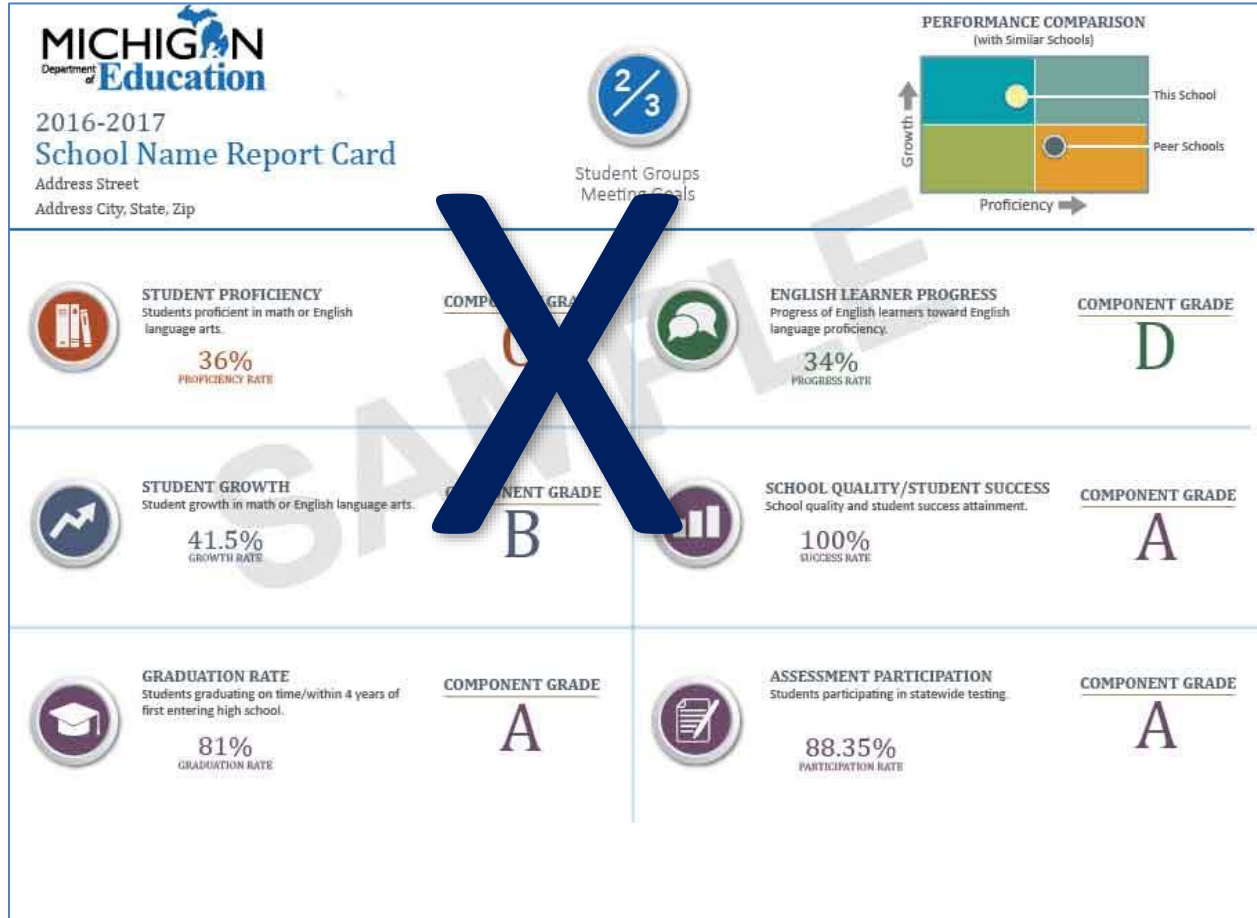 MICHIGAN
Department
of Education
2016-2017
School Name Report Card
Address Street
Address City, State, Zip
2/3
Student Groups
Meeting Goals
PERFORMANCE COMPARISON
(with Similar Schools)
Growth
This School
Peer Schools
Proficiency
SAMPLE
X
STUDENT PROFICIENCY
Students proficient in math or English
language arts.
36%
PROFICIENCY RATE
COMPONENT GRADE
C
ENGLISH LEARNER PROGRESS
Progress of English learners toward English
language proficiency.
34%
PROGRESS RATE
COMPONENT GRADE
D
STUDENT GROWTH
Student growth in math or English language arts.
41.5%
GROWTH RATE
COMPONENT GRADE
B
SCHOOL QUALITY/STUDENT SUCCESS
School quality and student success attainment.
100%
SUCCESS RATE
COMPONENT GRADE
A
GRADUATION RATE
Students graduating on time/within 4 years of
first entering high school.
81%
GRADUATION RATE
COMPONENT GRADE
A
ASSESSMENT PARTICIPATION
Students participating in statewide testing.
88.35%
PARTICIPATION RATE
COMPONENT GRADE
A